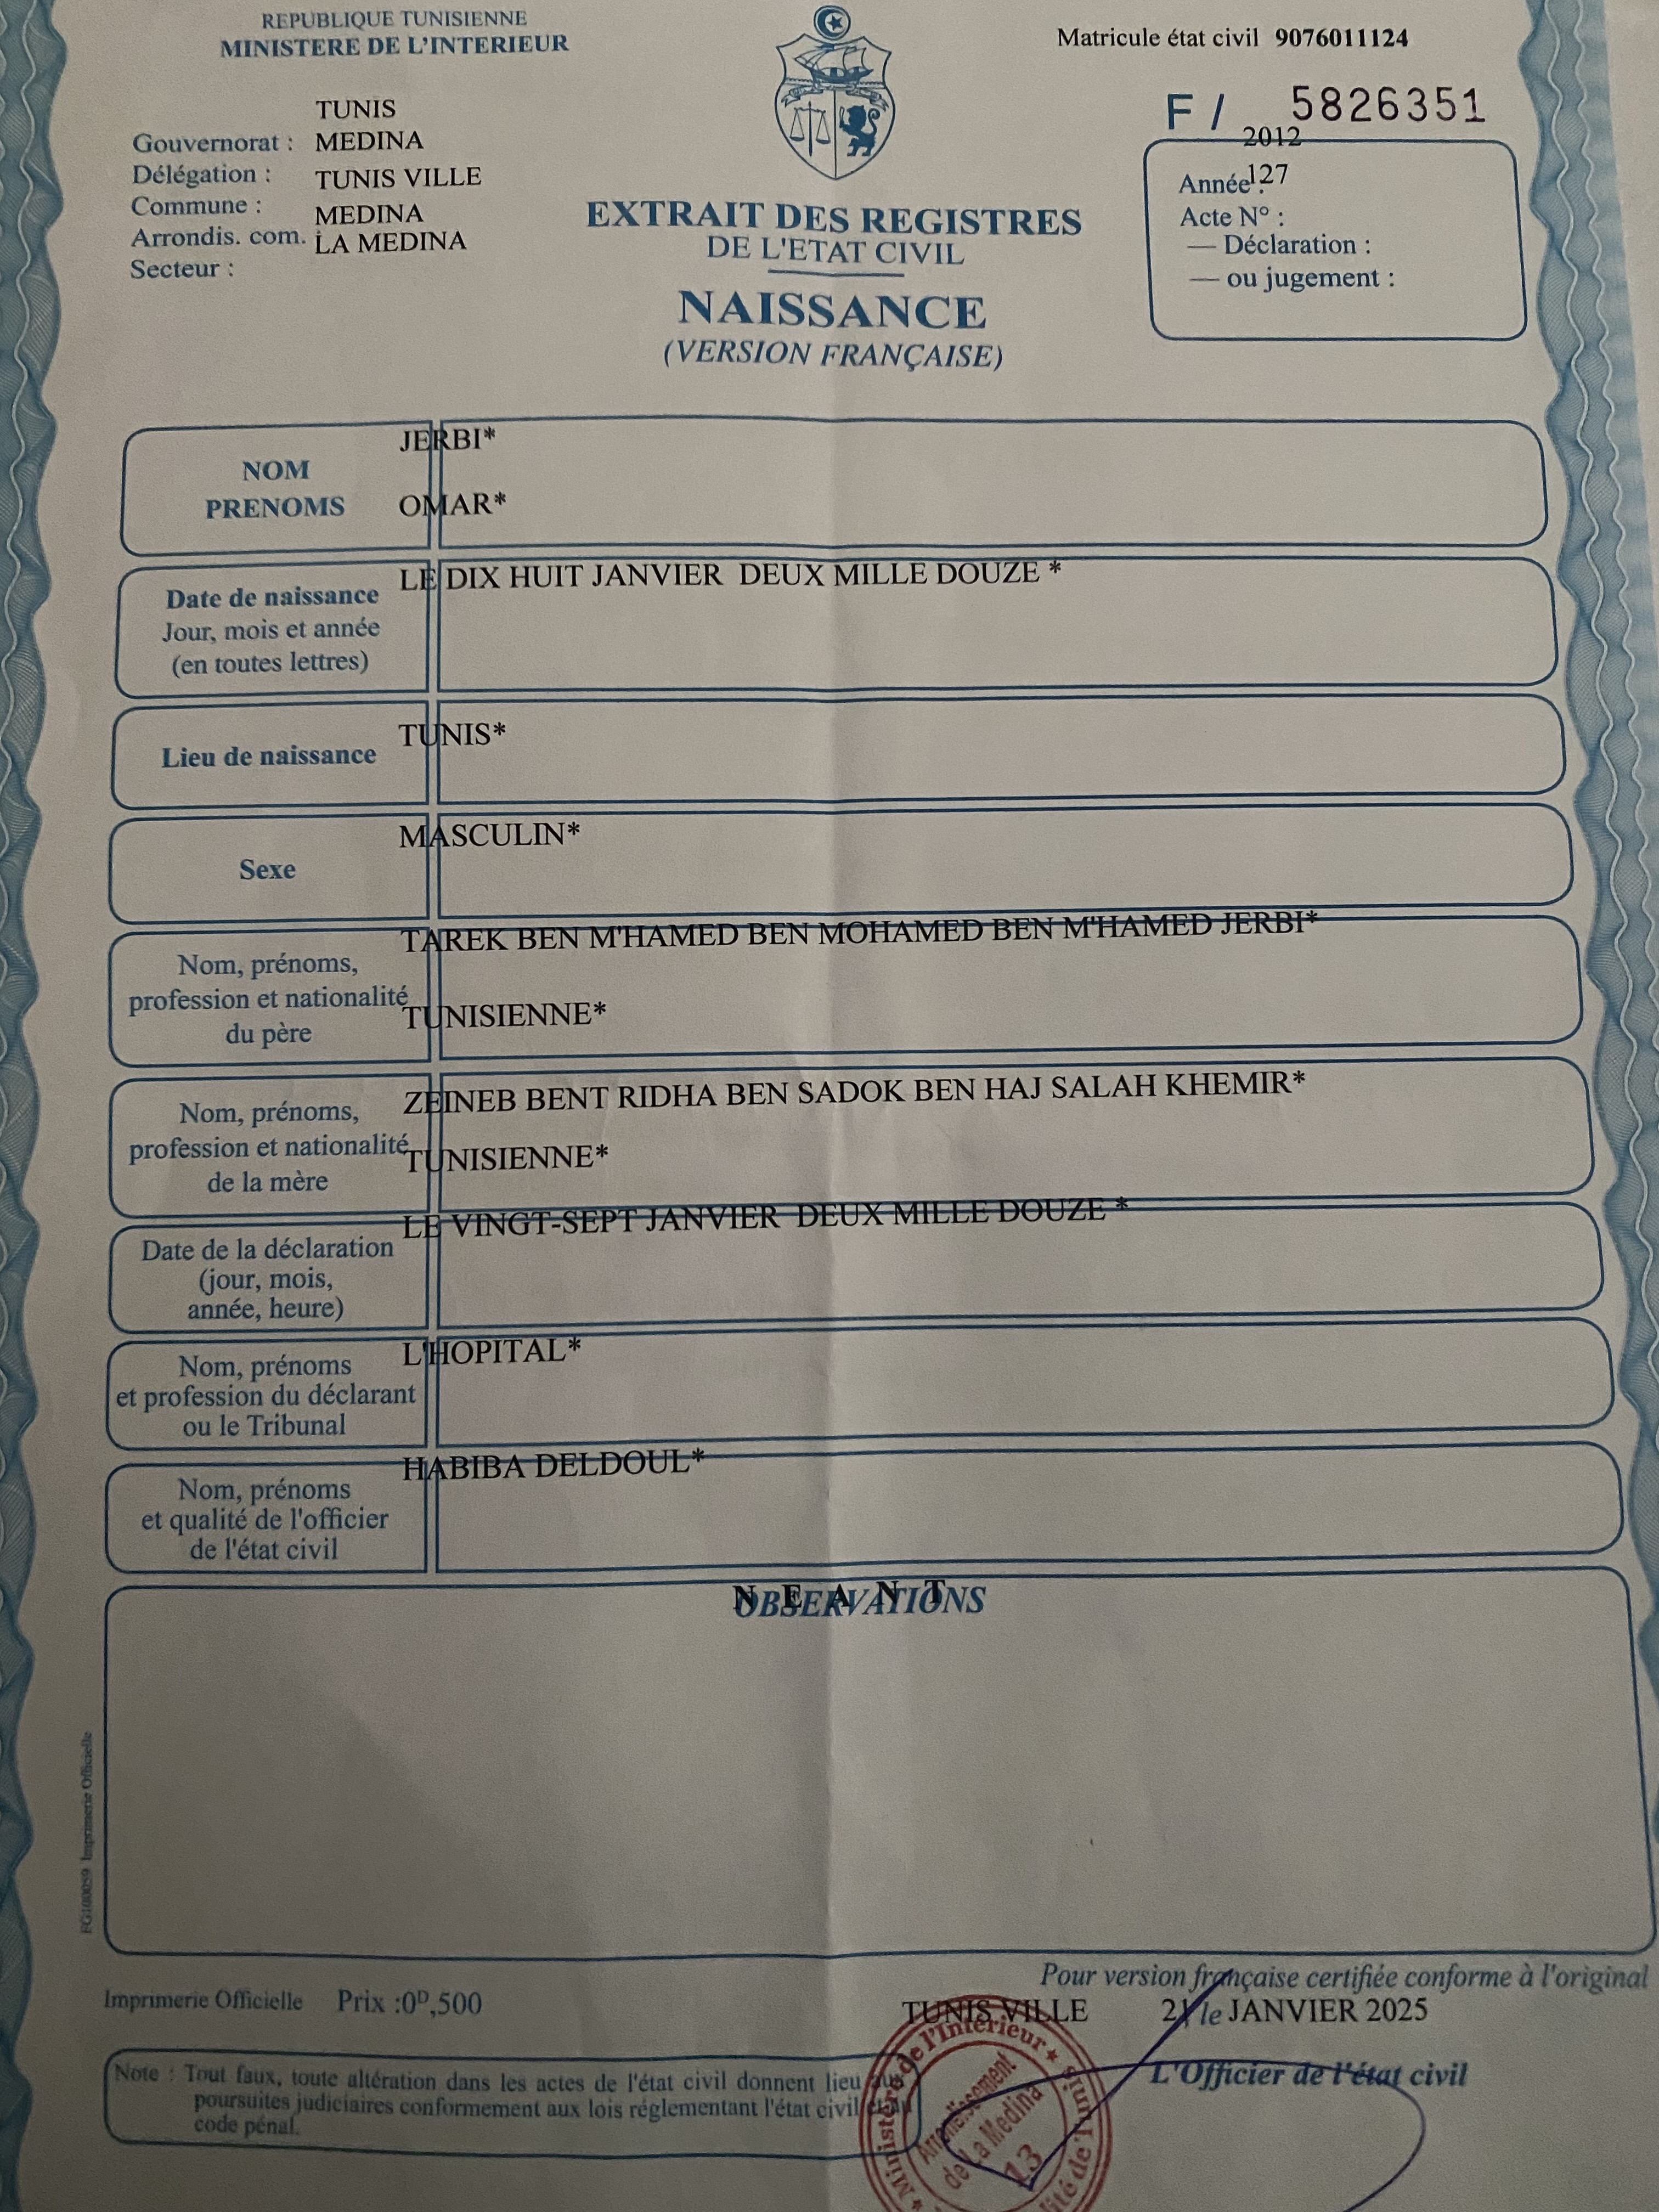 REPUBLIQUE TUNISIENNE
MINISTERE DE L'INTERIEUR
Matricule état civil 9076011124
F / 5826351
TUNIS
Gouvernorat : MEDINA
Délégation : TUNIS VILLE
Commune : MEDINA
Arrondis. com. : LA MEDINA
Secteur :
2012
Année : 127
Acte N° :
— Déclaration :
— ou jugement :
EXTRAIT DES REGISTRES
DE L'ETAT CIVIL
NAISSANCE
(VERSION FRANÇAISE)
NOM
PRENOMS
JERBI*
OMAR*
Date de naissance
Jour, mois et année
(en toutes lettres)
LE DIX HUIT JANVIER DEUX MILLE DOUZE *
Lieu de naissance
TUNIS*
Sexe
MASCULIN*
Nom, prénoms,
profession et nationalité
du père
TAREK BEN M'HAMED BEN MOHAMED BEN M'HAMED JERBI*
TUNISIENNE*
Nom, prénoms,
profession et nationalité
de la mère
ZEINEB BENT RIDHA BEN SADOK BEN HAJ SALAH KHEMIR*
TUNISIENNE*
Date de la déclaration
(jour, mois,
année, heure)
LE VINGT-SEPT JANVIER DEUX MILLE DOUZE *
Nom, prénoms
et profession du déclarant
ou le Tribunal
L'HOPITAL*
Nom, prénoms
et qualité de l'officier
de l'état civil
HABIBA DELDOUL*
OBSERVATIONS
N E A N T
FG100059 Imprimerie Officielle
Pour version française certifiée conforme à l'original
Imprimerie Officielle Prix :0ᴰ,500
TUNIS VILLE 21 le JANVIER 2025
L'Officier de l'état civil
Note : Tout faux, toute altération dans les actes de l'état civil donnent lieu
poursuites judiciaires conformement aux lois réglementant l'état civil
code pénal.
Ministère de l'Intérieur
Arrondissement
de La Medina
13